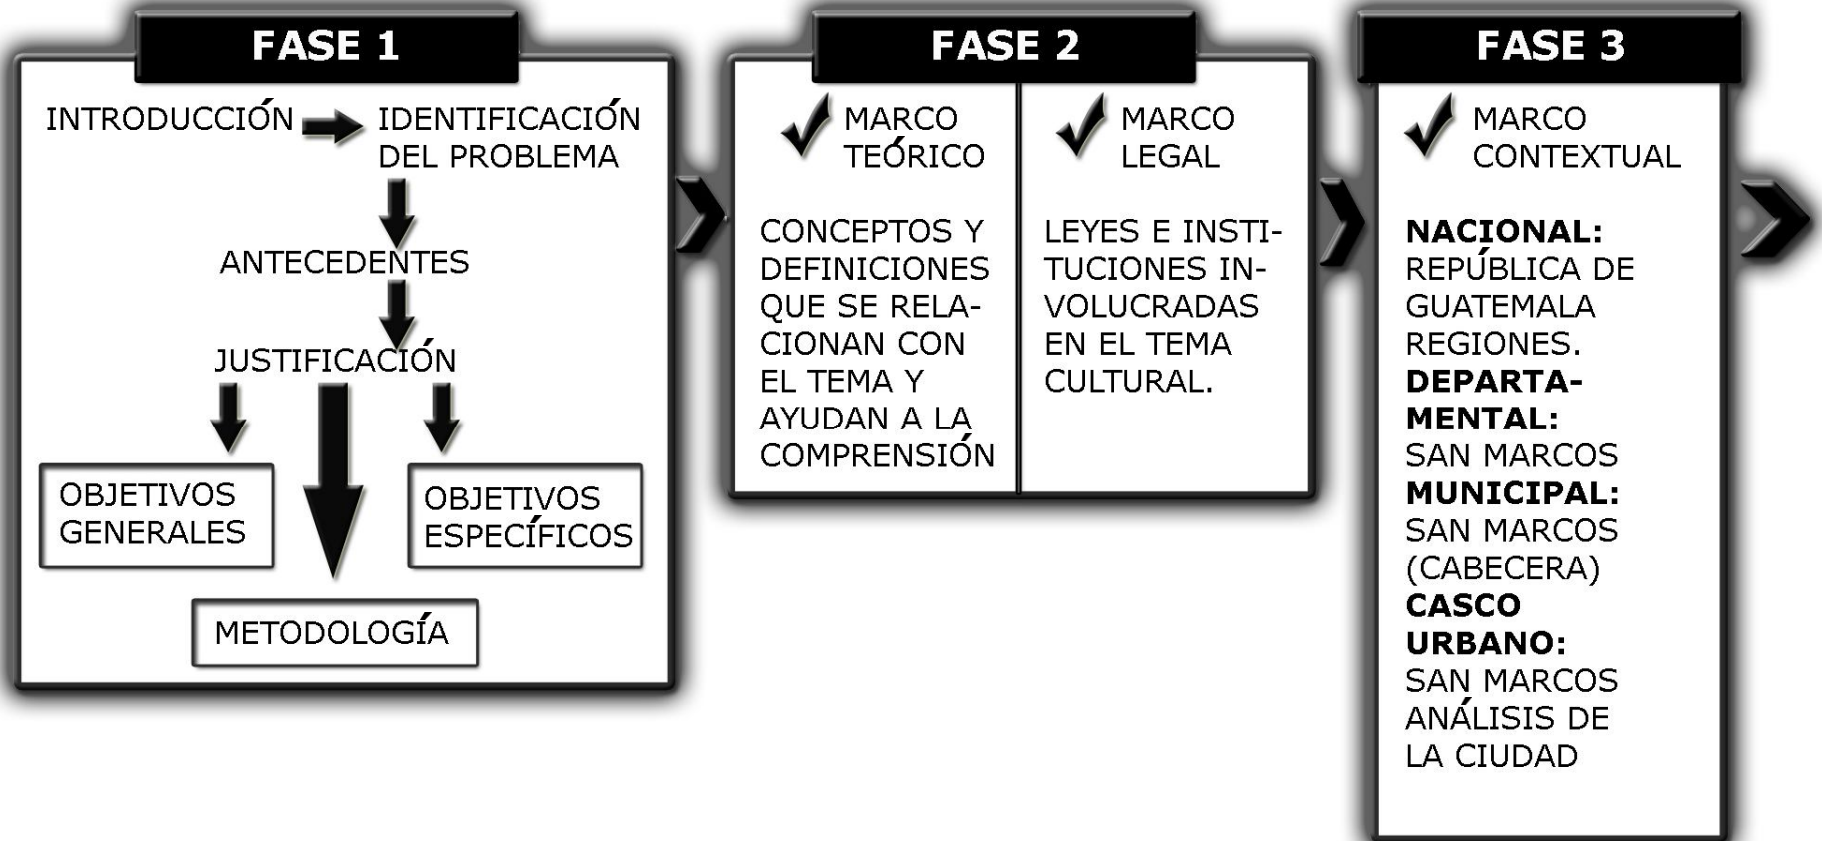 FASE 1
INTRODUCCIÓN
IDENTIFICACIÓN
DEL PROBLEMA
ANTECEDENTES
JUSTIFICACIÓN
OBJETIVOS
GENERALES
OBJETIVOS
ESPECÍFICOS
METODOLOGÍA
FASE 2
MARCO
TEÓRICO
CONCEPTOS Y
DEFINICIONES
QUE SE RELA-
CIONAN CON
EL TEMA Y
AYUDAN A LA
COMPRENSIÓN
MARCO
LEGAL
LEYES E INSTI-
TUCIONES IN-
VOLUCRADAS
EN EL TEMA
CULTURAL.
FASE 3
MARCO
CONTEXTUAL
NACIONAL:
REPÚBLICA DE
GUATEMALA
REGIONES.
DEPARTA-
MENTAL:
SAN MARCOS
MUNICIPAL:
SAN MARCOS
(CABECERA)
CASCO
URBANO:
SAN MARCOS
ANÁLISIS DE
LA CIUDAD